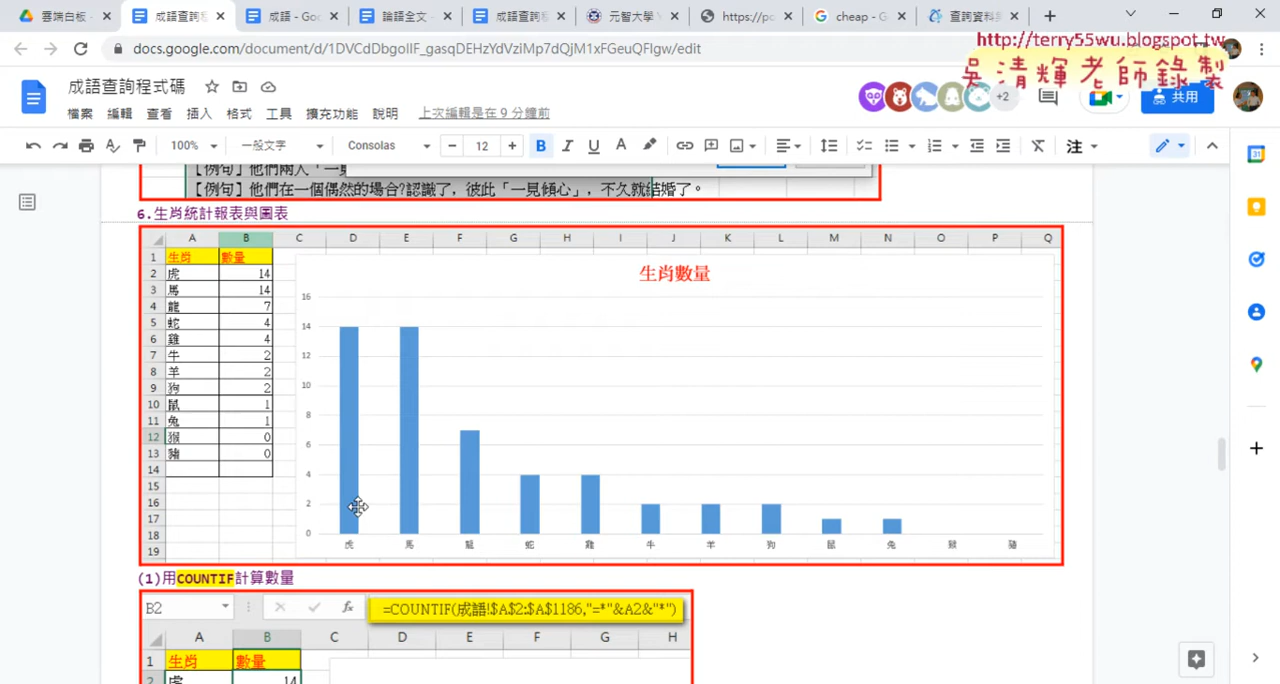 雲端白板 -
成語查詢程
成語 - Goo
論語全文 -
成語查詢程
元智大學 Y
https://po
cheap - G
查詢資料
docs.google.com/document/d/1DVCdDbgolIF_gasqDEHzYdVziMp7dQjM1xFGeuQFIgw/edit
http://terry55wu.blogspot.tw
吳清輝老師錄製
成語查詢程式碼
檔案 編輯 查看 插入 格式 工具 擴充功能 說明 上次編輯是在 9 分鐘前
+2
共用
100% 一般文字 Consolas 12 B I U A 注
【例句】他們兩人「一見
【例句】他們在一個偶然的場合?認識了，彼此「一見傾心」，不久就結婚了。
6.生肖統計報表與圖表
A B C D E F G H I J K L M N O P Q
1 生肖 數量
2 虎 14
3 馬 14
4 龍 7
5 蛇 4
6 雞 4
7 牛 2
8 羊 2
9 狗 2
10 鼠 1
11 兔 1
12 猴 0
13 豬 0
14
15
16
17
18
19
生肖數量
16
14
12
10
8
6
4
2
0
虎 馬 龍 蛇 雞 牛 羊 狗 鼠 兔 猴 豬
(1)用COUNTIF計算數量
B2 fx =COUNTIF(成語!$A$2:$A$1186,"=*"&A2&"*")
A B C D E F G H
1 生肖 數量
2 虎 14